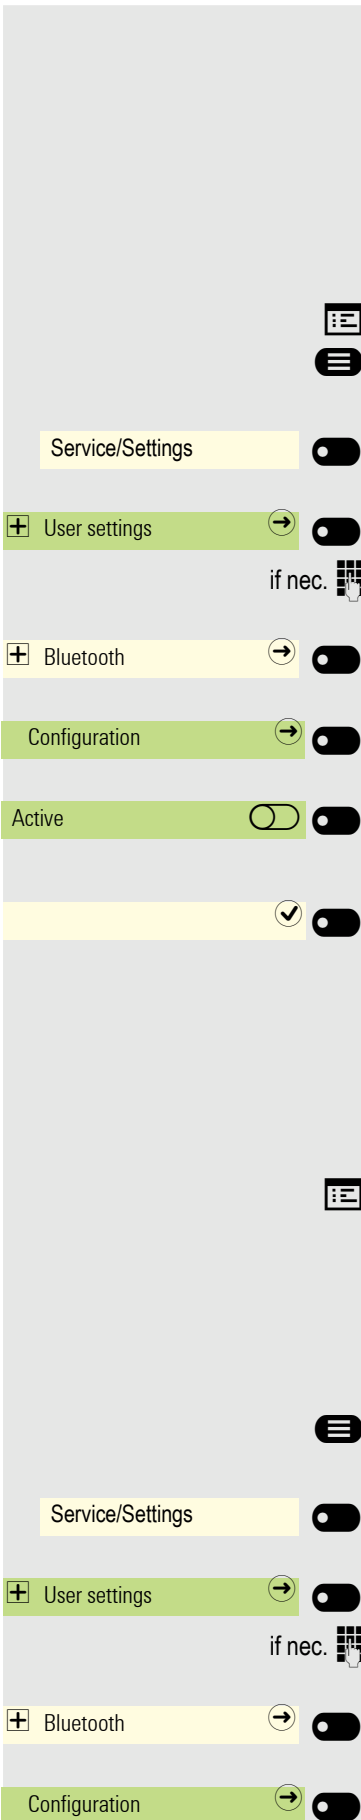 Service/Settings
User settings
if nec.
Bluetooth
Configuration
Active
Service/Settings
User settings
if nec.
Bluetooth
Configuration